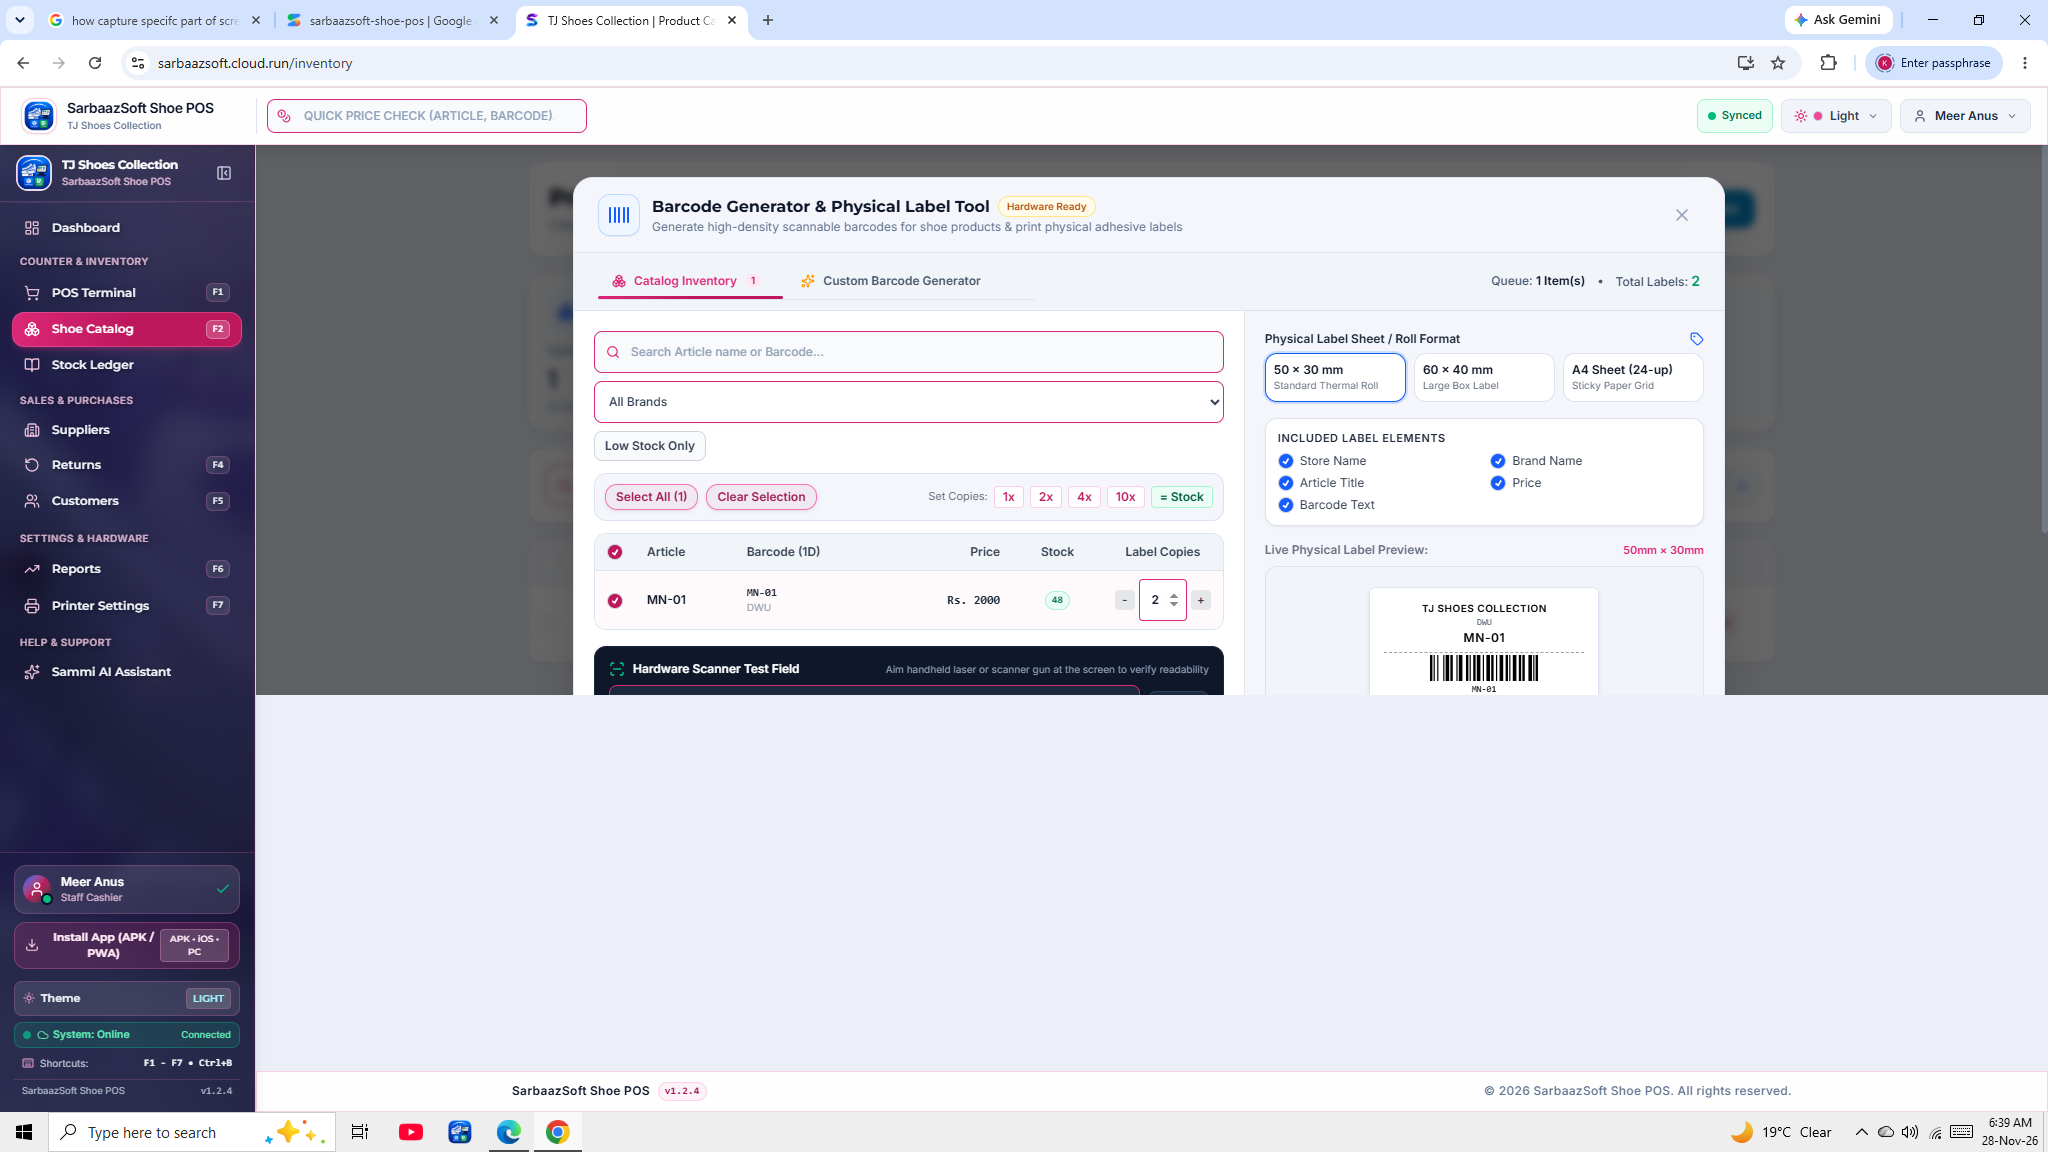 how capture specifc part of scre
sarbaazsoft-shoe-pos | Google
TJ Shoes Collection | Product Ca
Ask Gemini
sarbaazsoft.cloud.run/inventory
K
Enter passphrase
SarbaazSoft Shoe POS
TJ Shoes Collection
QUICK PRICE CHECK (ARTICLE, BARCODE)
Synced
Light
Meer Anus
TJ Shoes Collection
SarbaazSoft Shoe POS
Dashboard
COUNTER & INVENTORY
POS Terminal F1
Shoe Catalog F2
Stock Ledger
SALES & PURCHASES
Suppliers
Returns F4
Customers F5
SETTINGS & HARDWARE
Reports F6
Printer Settings F7
HELP & SUPPORT
Sammi AI Assistant
Meer Anus
Staff Cashier
Install App (APK / PWA)
APK • iOS • PC
Theme LIGHT
System: Online Connected
Shortcuts: F1 - F7 • Ctrl+B
SarbaazSoft Shoe POS v1.2.4
Barcode Generator & Physical Label Tool Hardware Ready
Generate high-density scannable barcodes for shoe products & print physical adhesive labels
Catalog Inventory 1
Custom Barcode Generator
Queue: 1 Item(s) • Total Labels: 2
Search Article name or Barcode...
All Brands
Low Stock Only
Select All (1) Clear Selection Set Copies: 1x 2x 4x 10x = Stock
Article Barcode (1D) Price Stock Label Copies
MN-01 MN-01 Rs. 2000 48 - 2 +
DWU
Hardware Scanner Test Field Aim handheld laser or scanner gun at the screen to verify readability
Physical Label Sheet / Roll Format
50 × 30 mm
Standard Thermal Roll
60 × 40 mm
Large Box Label
A4 Sheet (24-up)
Sticky Paper Grid
INCLUDED LABEL ELEMENTS
Store Name Brand Name
Article Title Price
Barcode Text
Live Physical Label Preview: 50mm × 30mm
TJ SHOES COLLECTION
DWU
MN-01
MN-01
SarbaazSoft Shoe POS v1.2.4
© 2026 SarbaazSoft Shoe POS. All rights reserved.
Type here to search
19°C Clear
6:39 AM
28-Nov-26